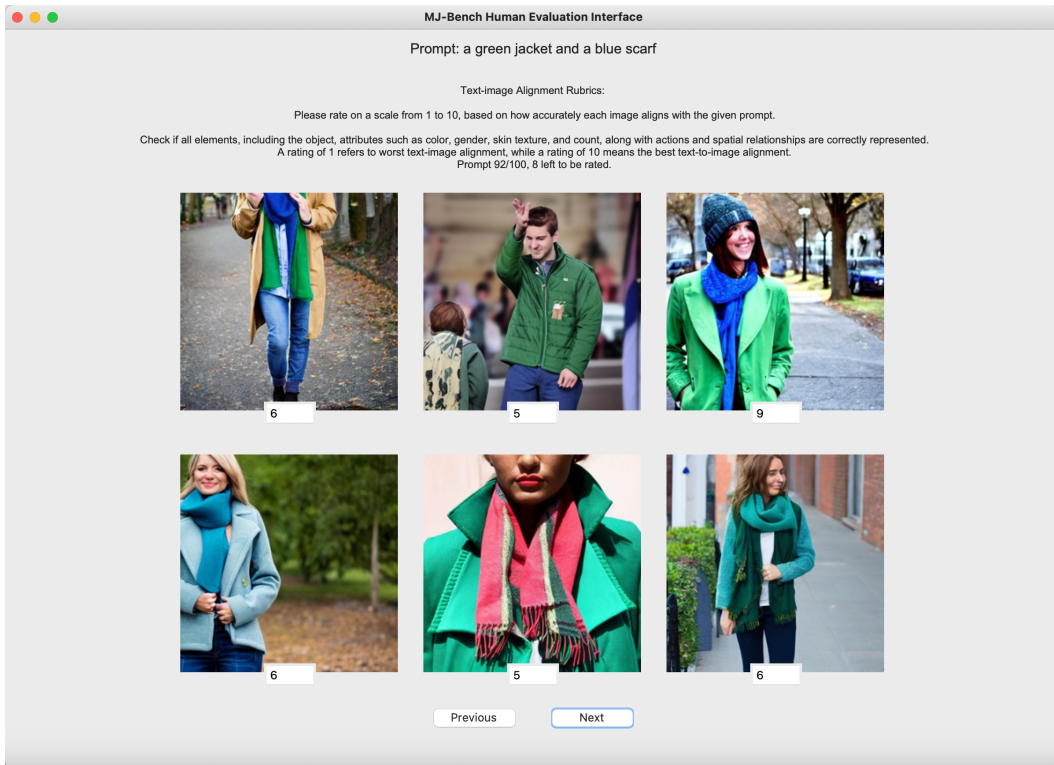 MJ-Bench Human Evaluation Interface
Prompt: a green jacket and a blue scarf
Text-image Alignment Rubrics:
Please rate on a scale from 1 to 10, based on how accurately each image aligns with the given prompt.
Check if all elements, including the object, attributes such as color, gender, skin texture, and count, along with actions and spatial relationships are correctly represented.
A rating of 1 refers to worst text-image alignment, while a rating of 10 means the best text-to-image alignment.
Prompt 92/100, 8 left to be rated.
6
5
9
6
5
6
Previous
Next